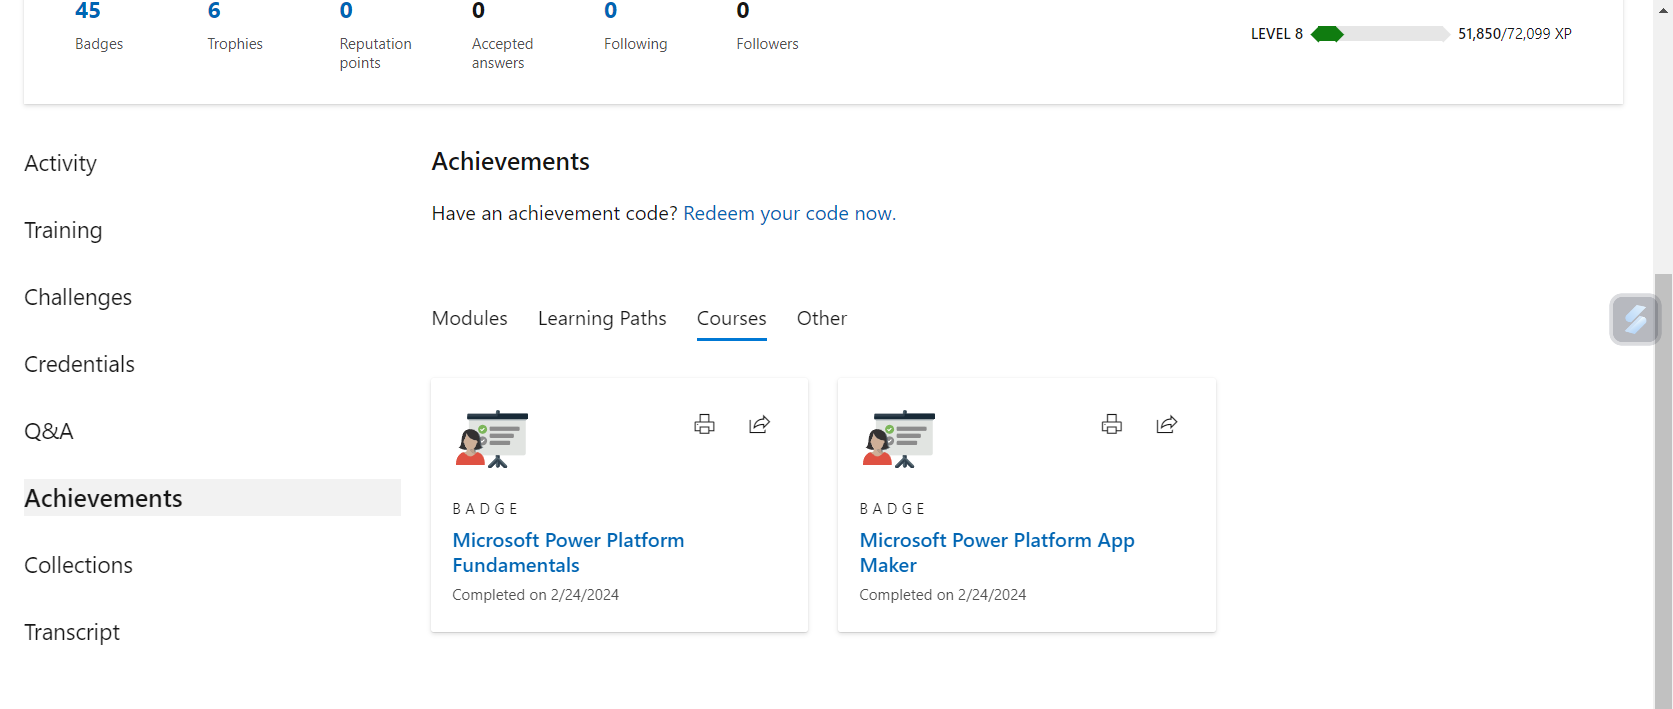 45
Badges
6
Trophies
0
Reputation
points
0
Accepted
answers
0
Following
0
Followers
LEVEL 8
51,850/72,099 XP
Activity
Training
Challenges
Credentials
Q&A
Achievements
Collections
Transcript
Achievements
Have an achievement code? Redeem your code now.
Modules
Learning Paths
Courses
Other
BADGE
Microsoft Power Platform
Fundamentals
Completed on 2/24/2024
BADGE
Microsoft Power Platform App
Maker
Completed on 2/24/2024